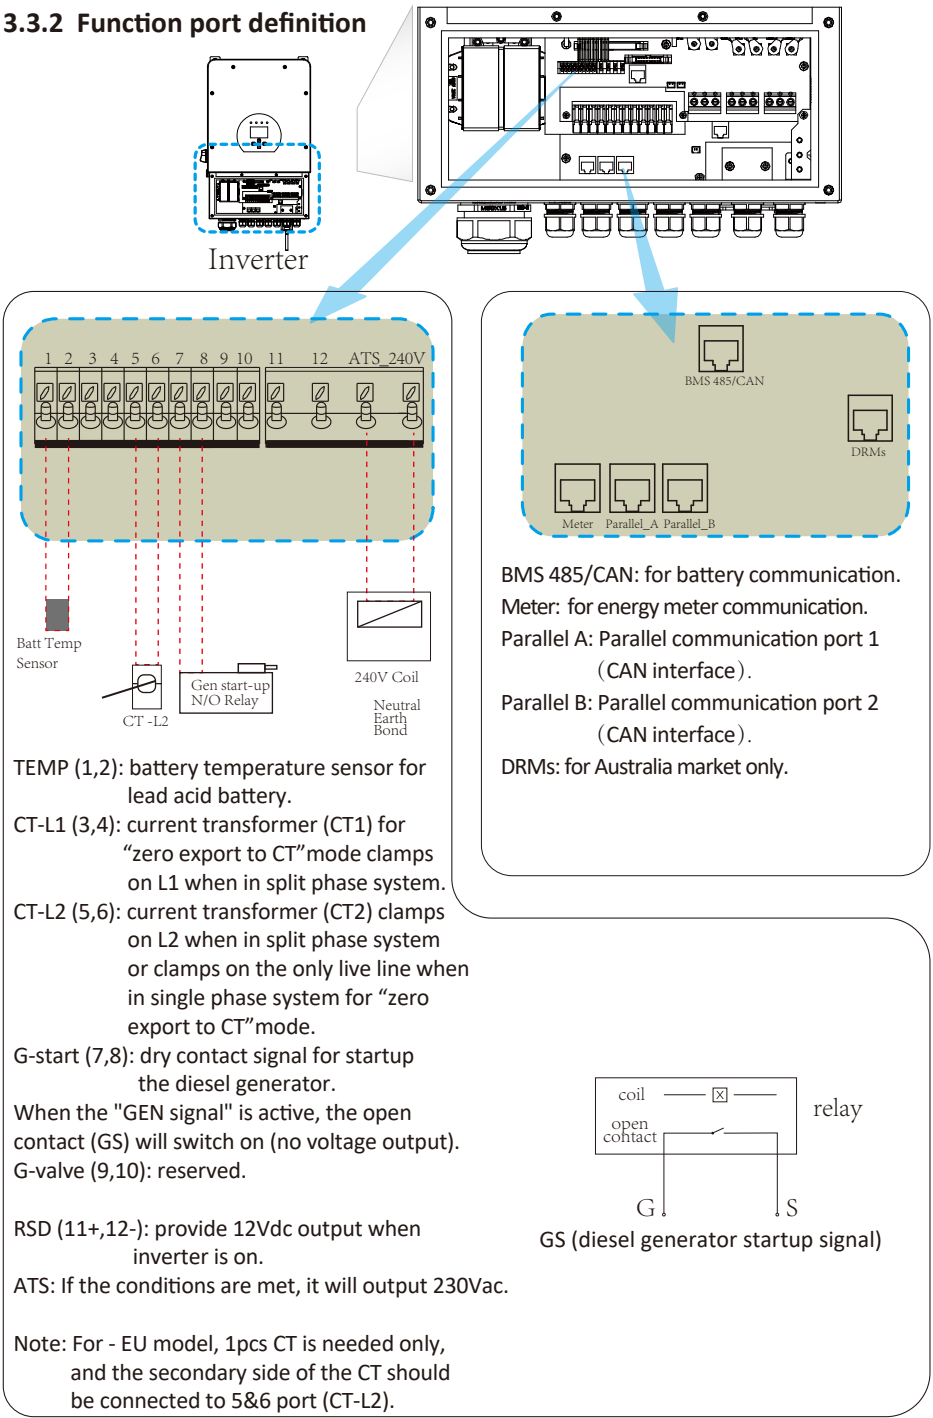 3.3.2 Function port definition
Inverter
1 2 3 4 5 6 7 8 9 10 11 12 ATS_240V
Batt Temp
Sensor
CT -L2
Gen start-up
N/O Relay
240V Coil
Neutral
Earth
Bond
TEMP (1,2): battery temperature sensor for
lead acid battery.
CT-L1 (3,4): current transformer (CT1) for
“zero export to CT”mode clamps
on L1 when in split phase system.
CT-L2 (5,6): current transformer (CT2) clamps
on L2 when in split phase system
or clamps on the only live line when
in single phase system for “zero
export to CT”mode.
G-start (7,8): dry contact signal for startup
the diesel generator.
When the "GEN signal" is active, the open
contact (GS) will switch on (no voltage output).
G-valve (9,10): reserved.
RSD (11+,12-): provide 12Vdc output when
inverter is on.
ATS: If the conditions are met, it will output 230Vac.
Note: For - EU model, 1pcs CT is needed only,
and the secondary side of the CT should
be connected to 5&6 port (CT-L2).
BMS 485/CAN
DRMs
Meter Parallel_A Parallel_B
BMS 485/CAN: for battery communication.
Meter: for energy meter communication.
Parallel A: Parallel communication port 1
（CAN interface）.
Parallel B: Parallel communication port 2
（CAN interface）.
DRMs: for Australia market only.
coil
open
contact
relay
G S
GS (diesel generator startup signal)